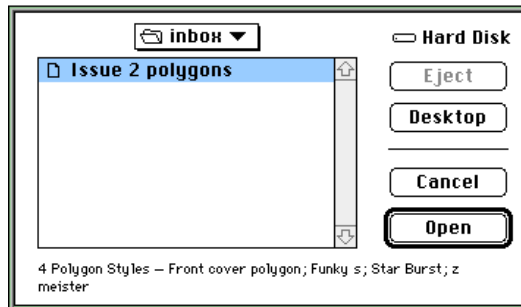 inbox
Hard Disk
Issue 2 polygons
Eject
Desktop
Cancel
Open
4 Polygon Styles – Front cover polygon; Funky s; Star Burst; z
meister